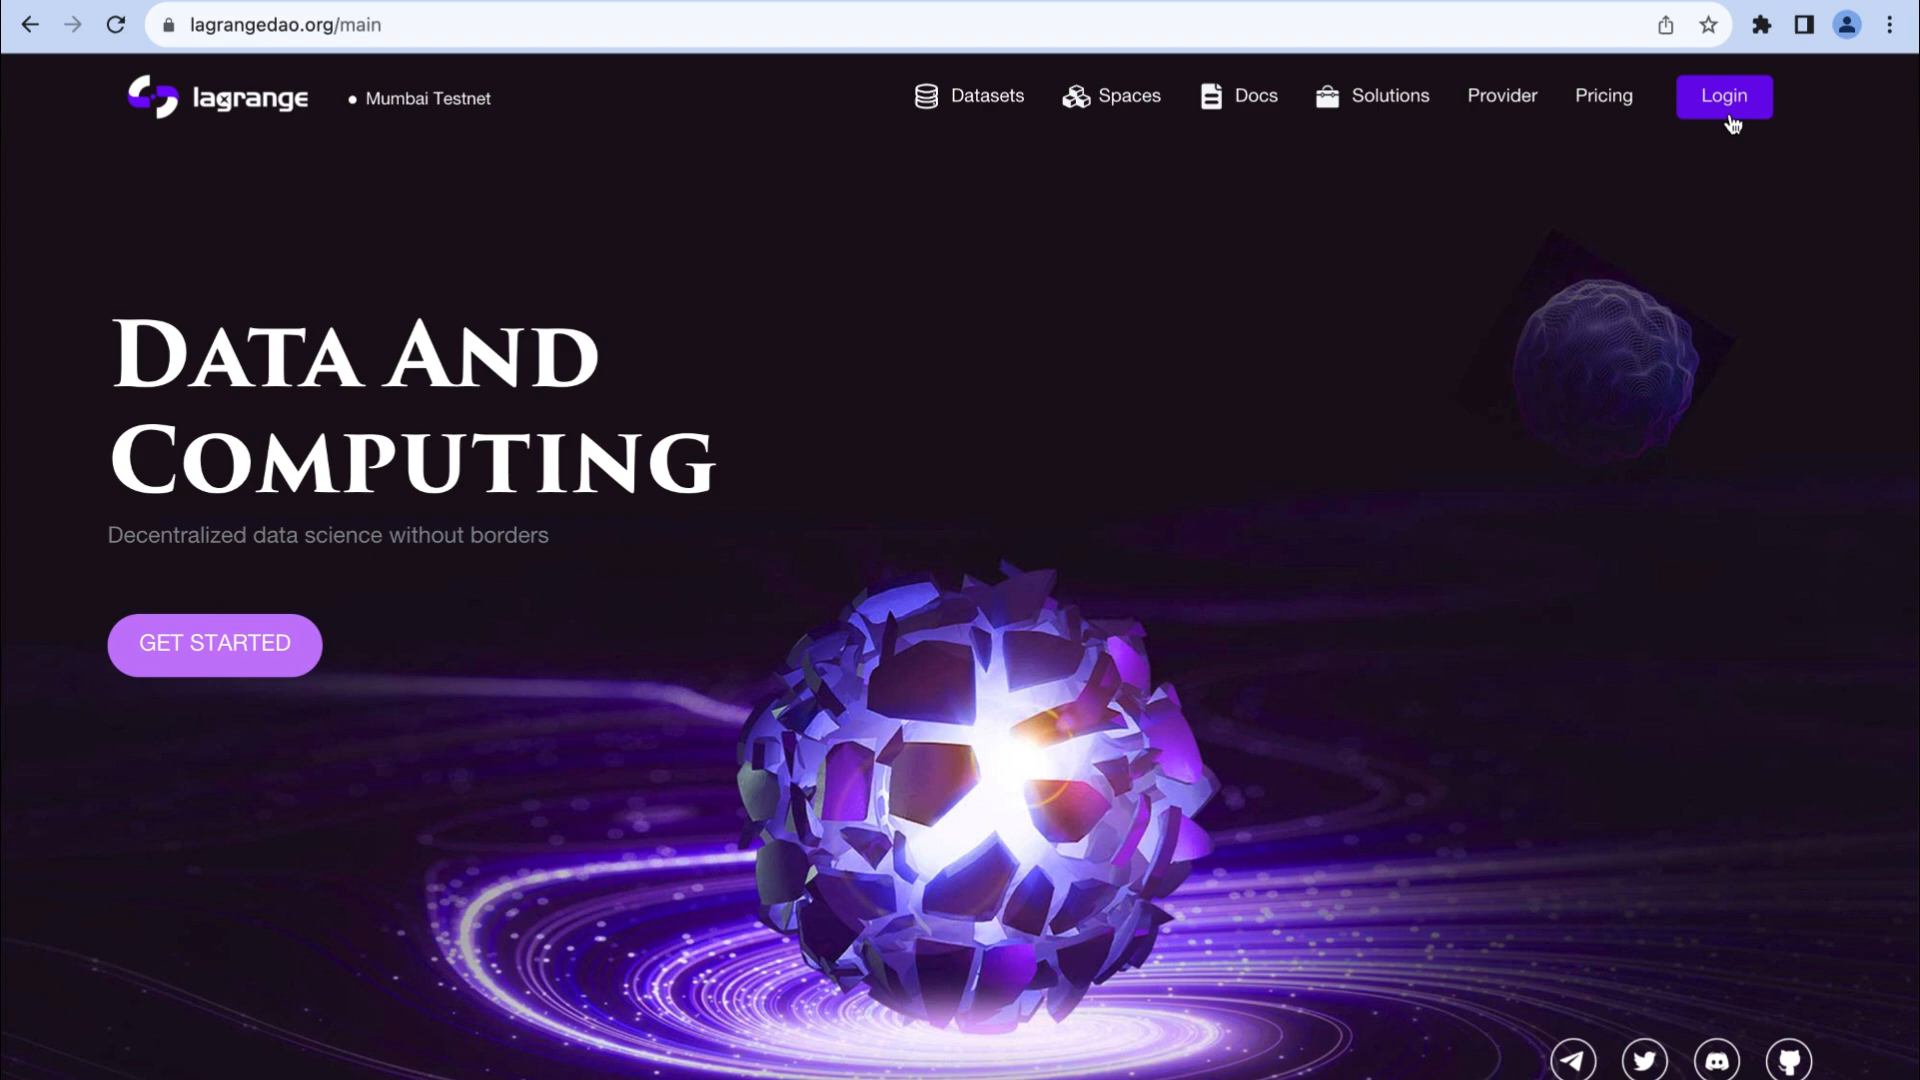 lagrangedao.org/main
lagrange
Mumbai Testnet
Datasets
Spaces
Docs
Solutions
Provider
Pricing
Login
DATA AND
COMPUTING
Decentralized data science without borders
GET STARTED